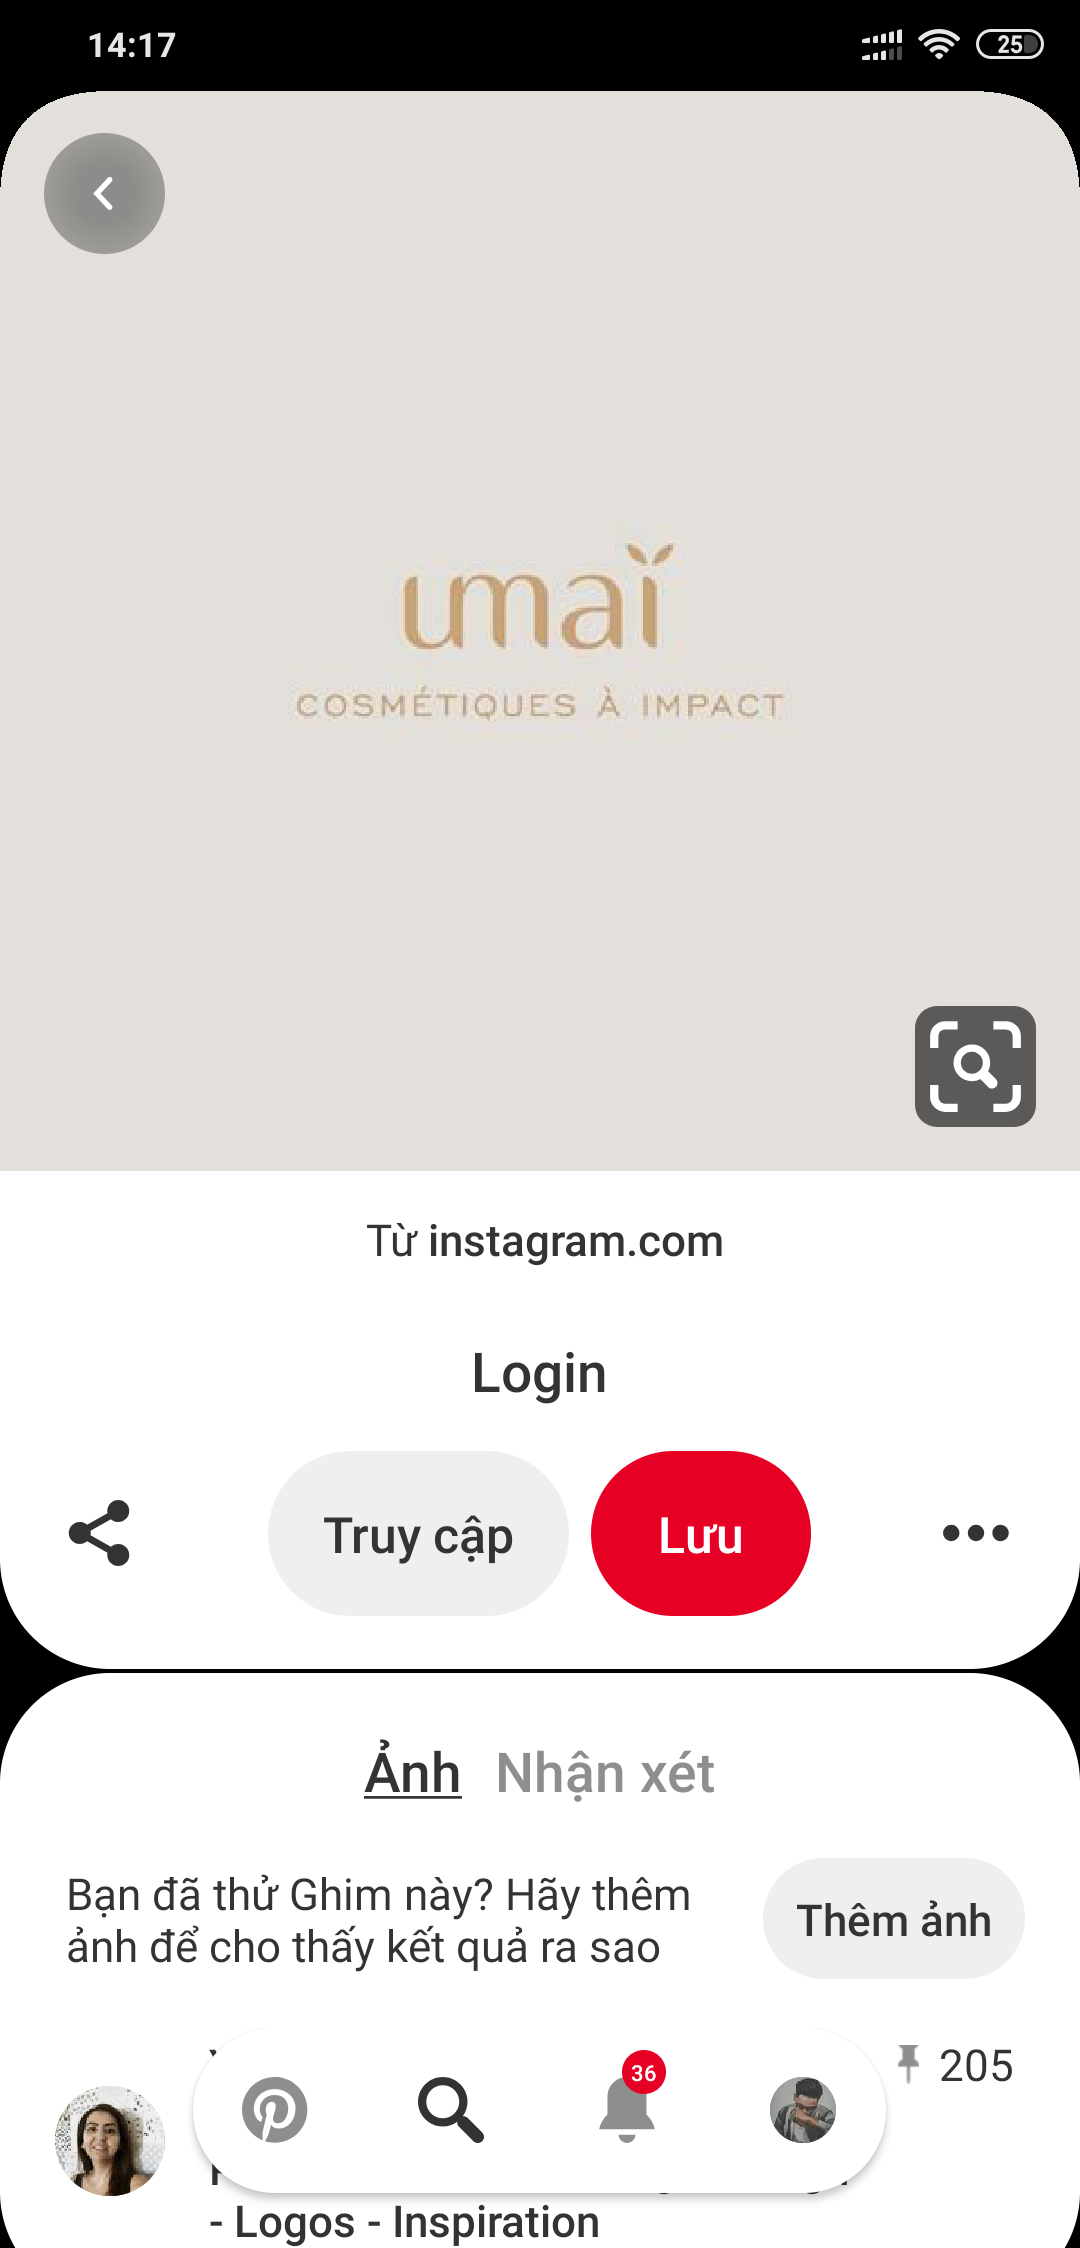 14:17
25
umaï
COSMÉTIQUES À IMPACT
Từ instagram.com
Login
Truy cập
Lưu
Ảnh
Nhận xét
Bạn đã thử Ghim này? Hãy thêm
ảnh để cho thấy kết quả ra sao
Thêm ảnh
205
36
- Logos - Inspiration